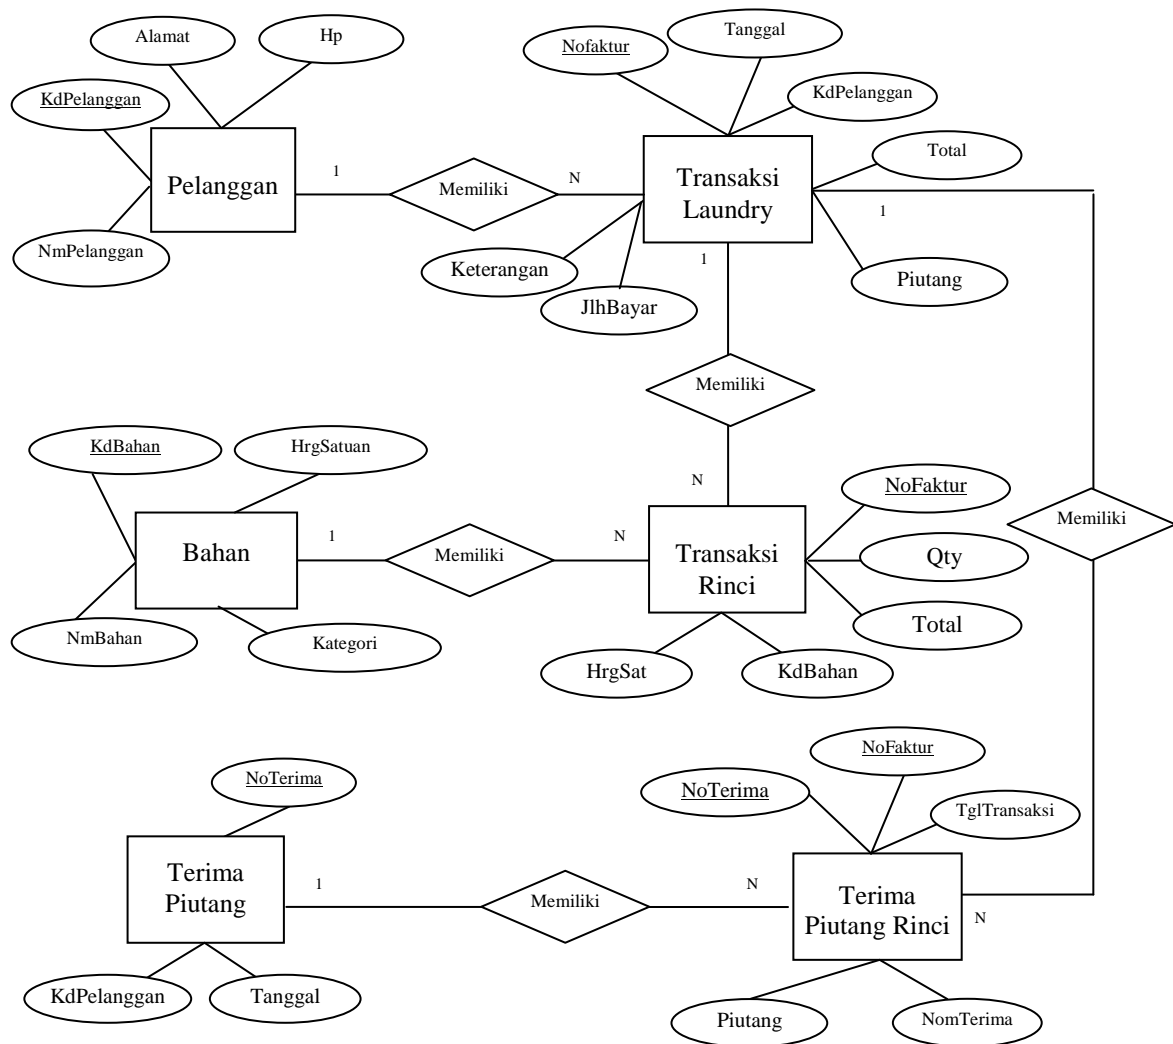 Alamat
Hp
Nofaktur
Tanggal
KdPelanggan
KdPelanggan
Pelanggan
1
Memiliki
N
Transaksi
Laundry
Total
1
NmPelanggan
Keterangan
JlhBayar
1
Piutang
Memiliki
KdBahan
HrgSatuan
N
NoFaktur
Memiliki
Bahan
1
Memiliki
N
Transaksi
Rinci
Qty
Total
NmBahan
Kategori
HrgSat
KdBahan
NoTerima
NoTerima
NoFaktur
TglTransaksi
Terima
Piutang
1
Memiliki
N
Terima
Piutang Rinci
N
KdPelanggan
Tanggal
Piutang
NomTerima